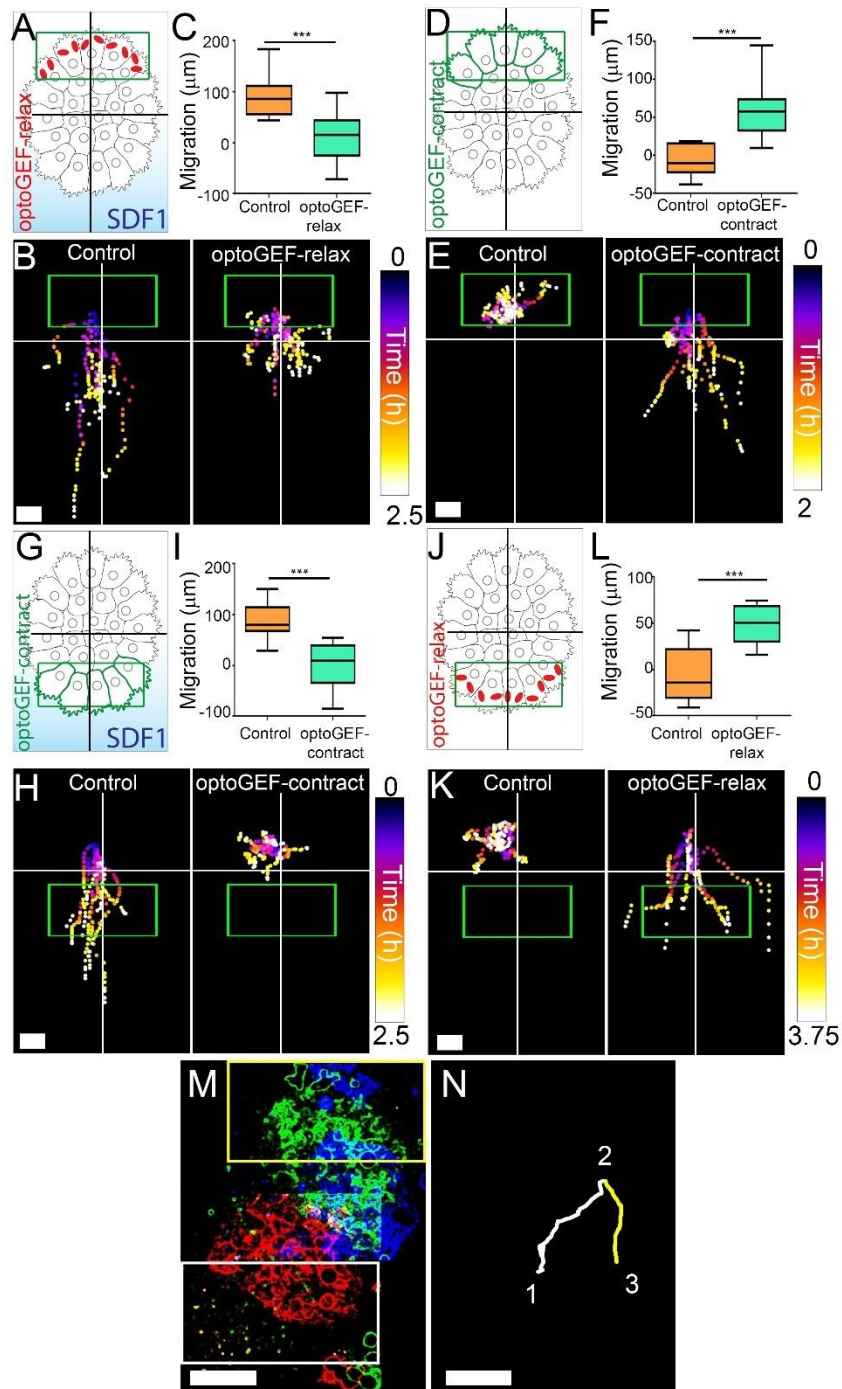 A
optoGEF-relax
SDF1
C
Migration (μm)
200
100
0
-100
***
Control
optoGEF-
relax
D
optoGEF-contract
F
Migration (μm)
150
100
50
0
-50
***
Control
optoGEF-
contract
B
Control
optoGEF-relax
0
Time (h)
2.5
E
Control
optoGEF-contract
0
Time (h)
2
G
optoGEF-contract
SDF1
I
Migration (μm)
200
100
0
-100
***
Control
optoGEF-
contract
J
optoGEF-relax
L
Migration (μm)
100
50
0
-50
***
Control
optoGEF-
relax
H
Control
optoGEF-contract
0
Time (h)
2.5
K
Control
optoGEF-relax
0
Time (h)
3.75
M
N
2
1
3